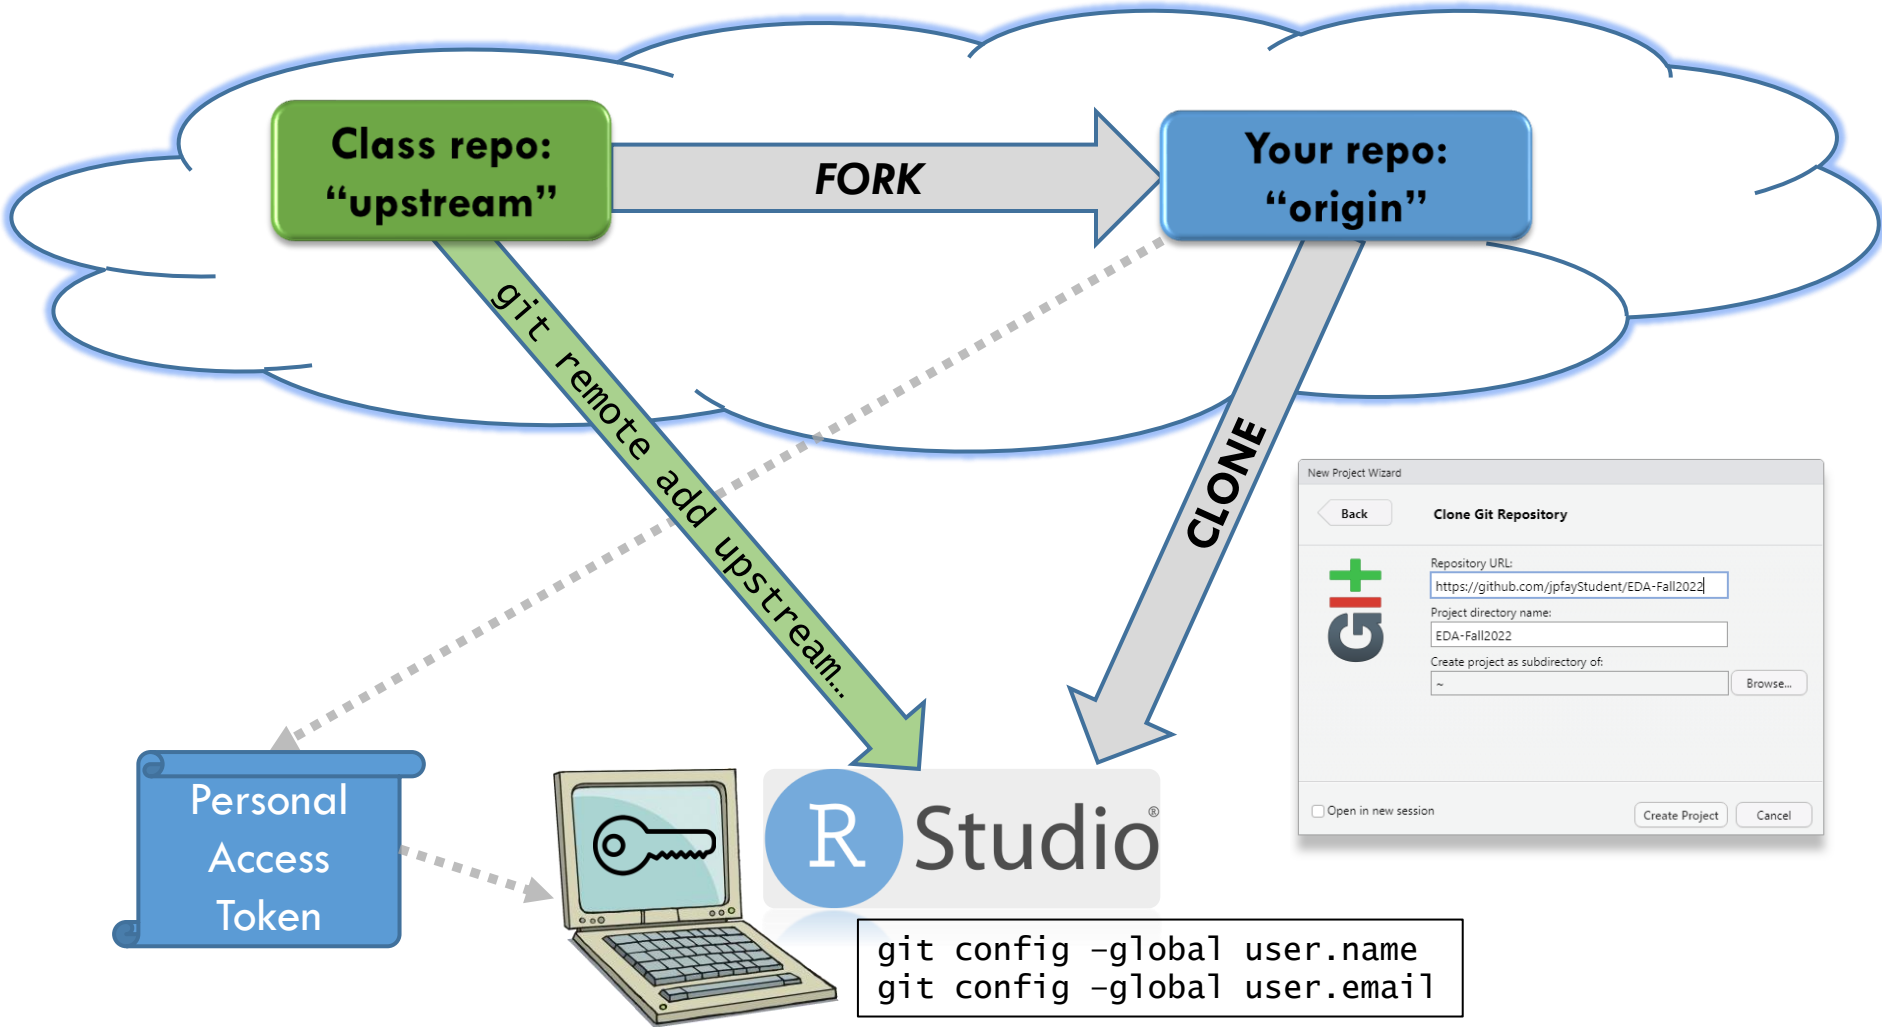 Class repo:
“upstream”
FORK
Your repo:
“origin”
git remote add upstream…
CLONE
New Project Wizard
Back
Clone Git Repository
Git
Repository URL:
https://github.com/jpfayStudent/EDA-Fall2022
Project directory name:
EDA-Fall2022
Create project as subdirectory of:
~
Browse...
Open in new session
Create Project
Cancel
Personal
Access
Token
R Studio®
git config –global user.name
git config –global user.email